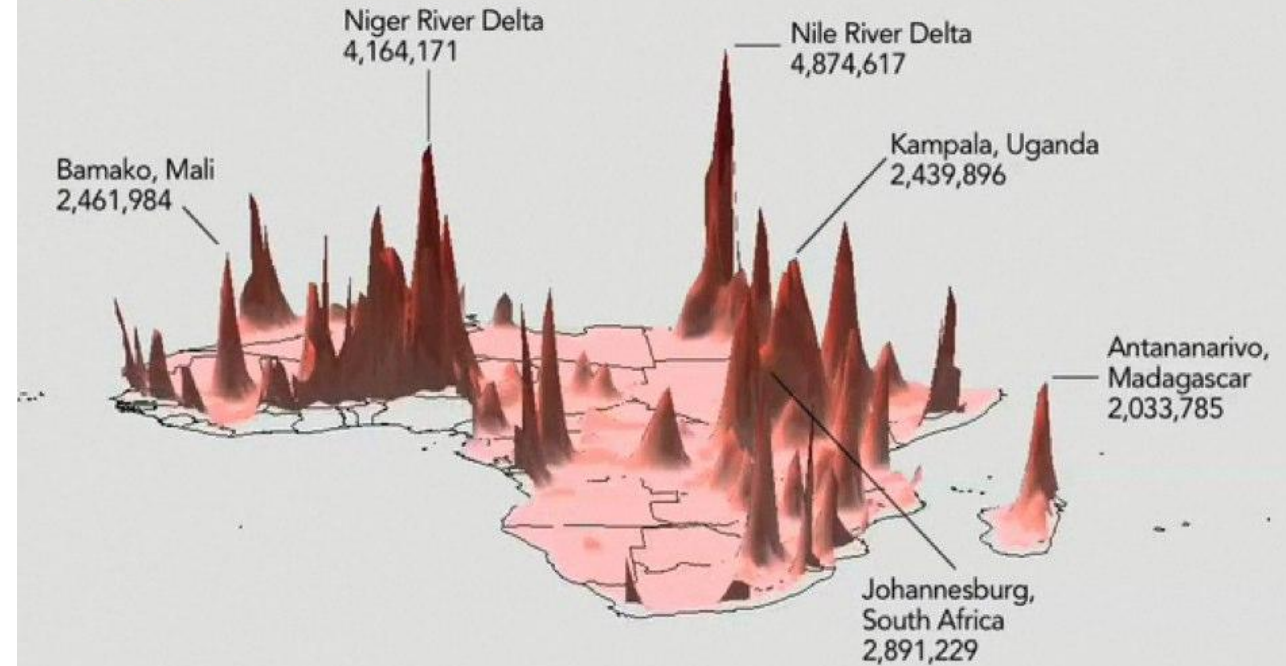 Niger River Delta
4,164,171
Nile River Delta
4,874,617
Bamako, Mali
2,461,984
Kampala, Uganda
2,439,896
Antananarivo,
Madagascar
2,033,785
Johannesburg,
South Africa
2,891,229